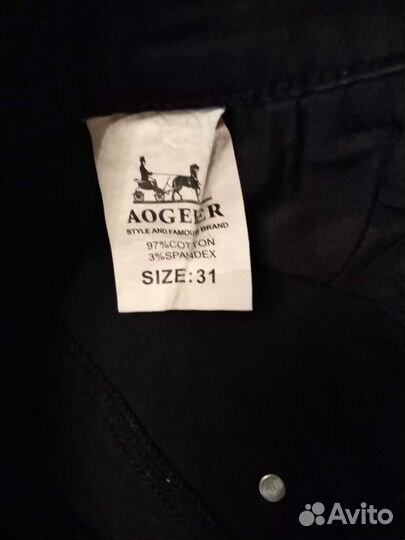 AOGEER
STYLE AND FAMOUS BRAND
97%COTTON
3%SPANDEX
SIZE:31
Avito